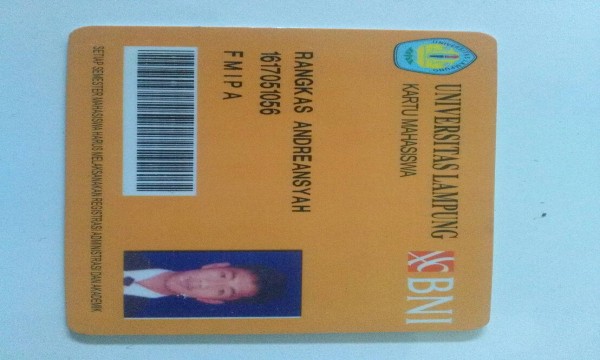 UNIVERSITAS LAMPUNG
KARTU MAHASISWA
BNI
RANGKAS ANDREANSYAH
1617051056
FMIPA
SETIAP SEMESTER MAHASISWA HARUS MELAKSANAKAN REGISTRASI ADMINISTRASI DAN AKADEMIK